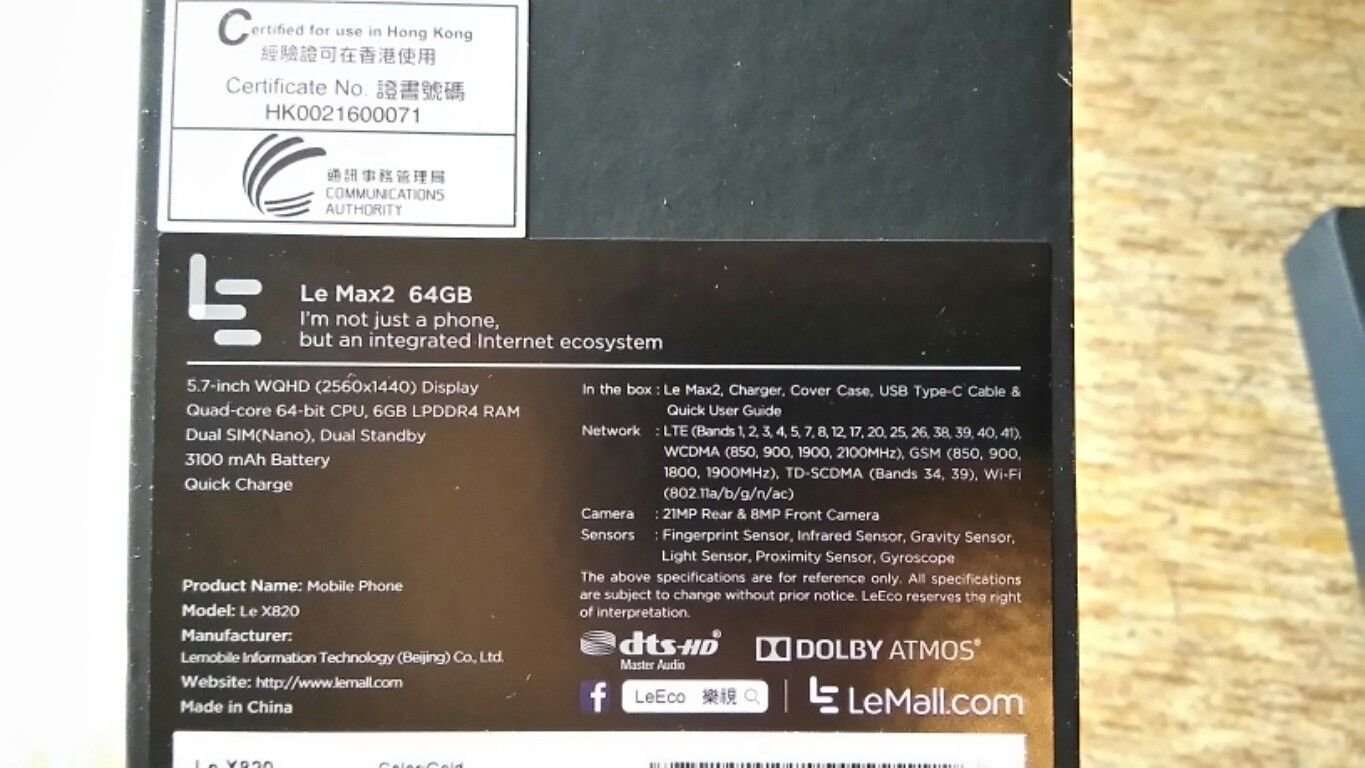 Certified for use in Hong Kong
經驗證可在香港使用
Certificate No. 證書號碼
HK0021600071
通訊事務管理局
COMMUNICATIONS
AUTHORITY
Le Max2 64GB
I'm not just a phone,
but an integrated Internet ecosystem
5.7-inch WQHD (2560x1440) Display
Quad-core 64-bit CPU, 6GB LPDDR4 RAM
Dual SIM(Nano), Dual Standby
3100 mAh Battery
Quick Charge
Product Name: Mobile Phone
Model: Le X820
Manufacturer:
Lemobile Information Technology (Beijing) Co., Ltd.
Website: http://www.lemall.com
Made in China
In the box : Le Max2, Charger, Cover Case, USB Type-C Cable &
Quick User Guide
Network : LTE (Bands 1, 2, 3, 4, 5, 7, 8, 12, 17, 20, 25, 26, 38, 39, 40, 41),
WCDMA (850, 900, 1900, 2100MHz), GSM (850, 900,
1800, 1900MHz), TD-SCDMA (Bands 34, 39), Wi-Fi
(802.11a/b/g/n/ac)
Camera : 21MP Rear & 8MP Front Camera
Sensors : Fingerprint Sensor, Infrared Sensor, Gravity Sensor,
Light Sensor, Proximity Sensor, Gyroscope
The above specifications are for reference only. All specifications
are subject to change without prior notice. LeEco reserves the right
of interpretation.
dts-HD®
Master Audio
DOLBY ATMOS®
f LeEco 樂視 | LeMall.com
Le X820 Color:Gold